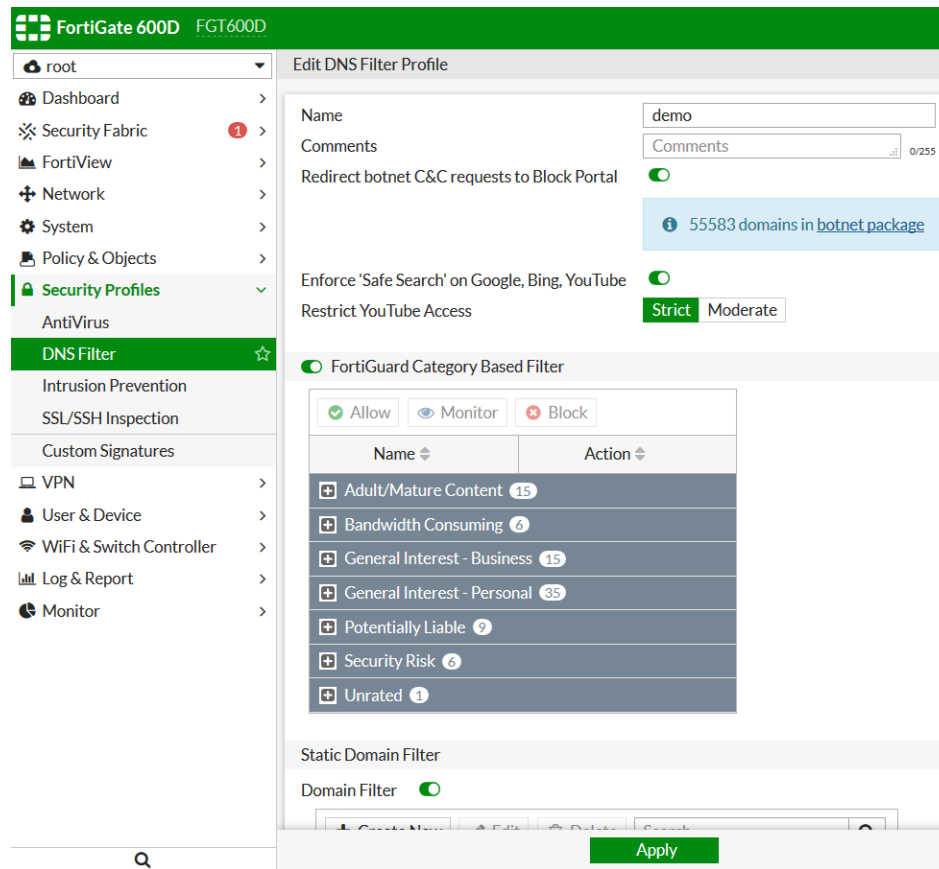 FortiGate 600D FGT600D
root
Dashboard
Security Fabric 1
FortiView
Network
System
Policy & Objects
Security Profiles
AntiVirus
DNS Filter
Intrusion Prevention
SSL/SSH Inspection
Custom Signatures
VPN
User & Device
WiFi & Switch Controller
Log & Report
Monitor
Edit DNS Filter Profile
Name demo
Comments Comments 0/255
Redirect botnet C&C requests to Block Portal
55583 domains in botnet package
Enforce 'Safe Search' on Google, Bing, YouTube
Restrict YouTube Access Strict Moderate
FortiGuard Category Based Filter
Allow Monitor Block
Name Action
Adult/Mature Content 15
Bandwidth Consuming 6
General Interest - Business 15
General Interest - Personal 35
Potentially Liable 9
Security Risk 6
Unrated 1
Static Domain Filter
Domain Filter
Create New Edit Delete Search
Apply